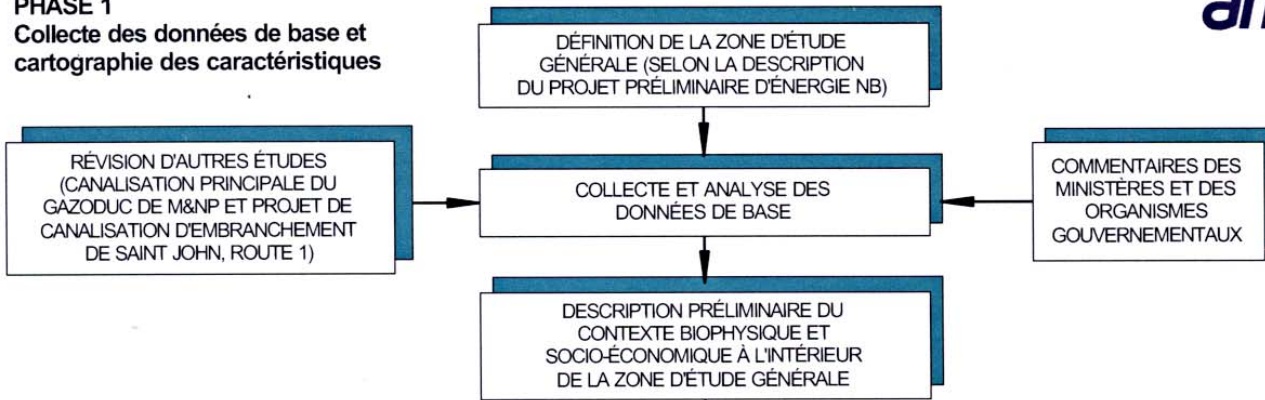 PHASE 1
Collecte des données de base et
cartographie des caractéristiques
DÉFINITION DE LA ZONE D'ÉTUDE
GÉNÉRALE (SELON LA DESCRIPTION
DU PROJET PRÉLIMINAIRE D'ÉNERGIE NB)
RÉVISION D'AUTRES ÉTUDES
(CANALISATION PRINCIPALE DU
GAZODUC DE M&NP ET PROJET DE
CANALISATION D'EMBRANCHEMENT
DE SAINT JOHN, ROUTE 1)
COLLECTE ET ANALYSE DES
DONNÉES DE BASE
COMMENTAIRES DES
MINISTÈRES ET DES
ORGANISMES
GOUVERNEMENTAUX
DESCRIPTION PRÉLIMINAIRE DU
CONTEXTE BIOPHYSIQUE ET
SOCIO-ÉCONOMIQUE À L'INTÉRIEUR
DE LA ZONE D'ÉTUDE GÉNÉRALE